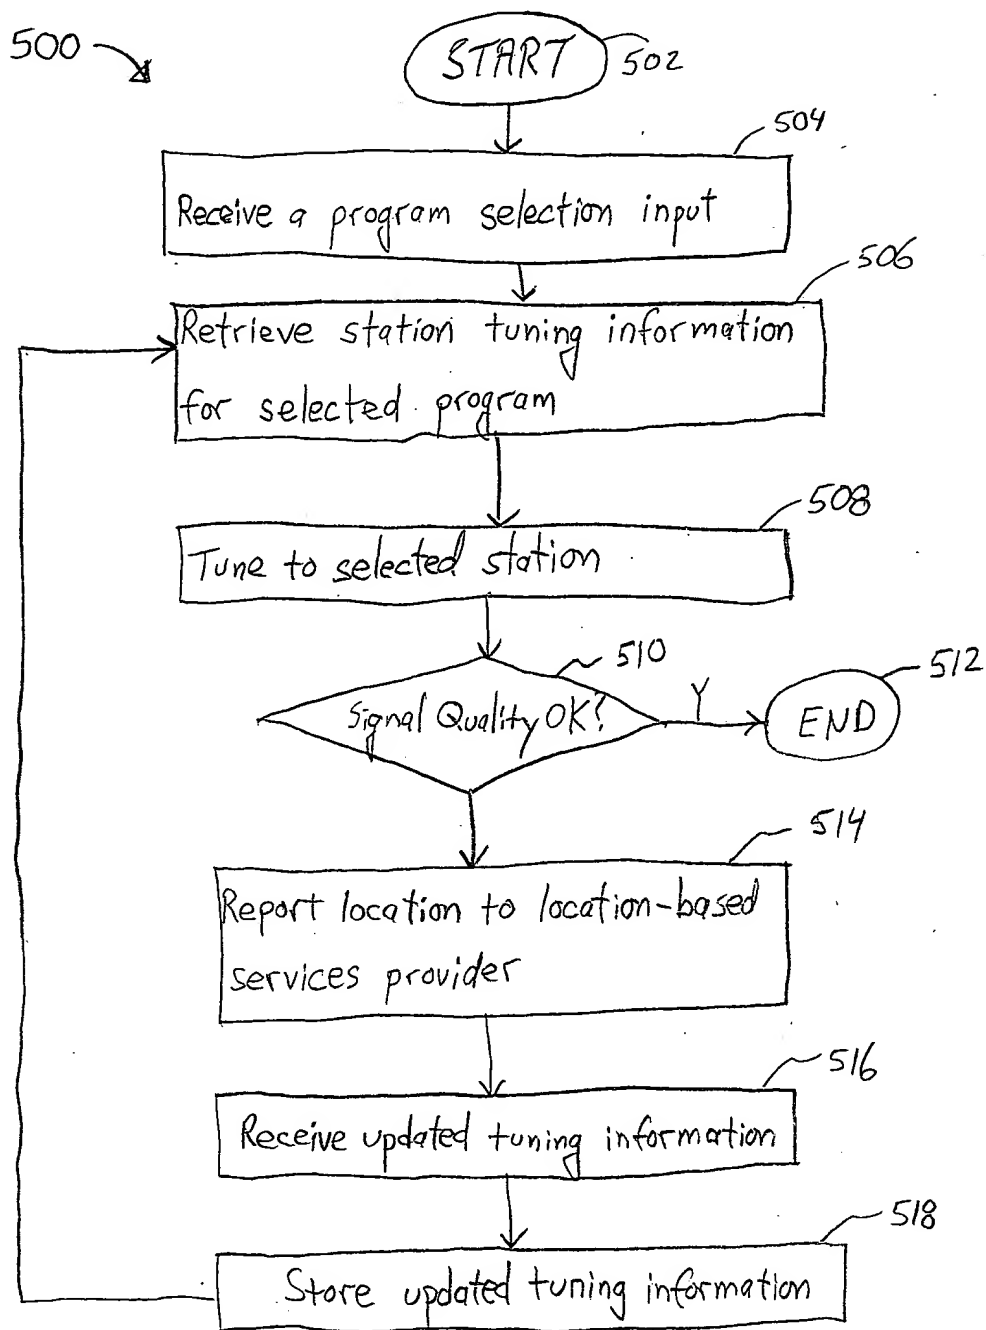 500
START
502
504
Receive a program selection input
506
Retrieve station tuning information
for selected program
508
Tune to selected station
510
Signal Quality OK?
Y
END
512
514
Report location to location-based
services provider
516
Receive updated tuning information
518
Store updated tuning information